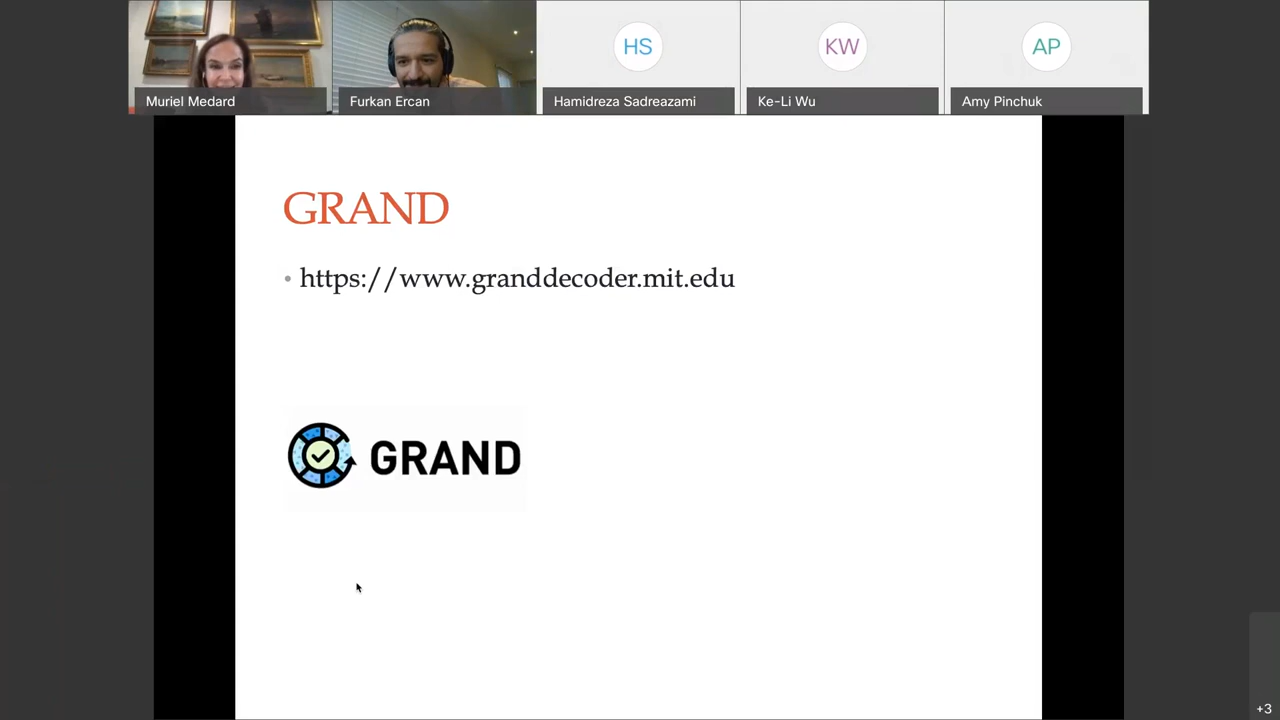 HS
KW
AP
Muriel Medard
Furkan Ercan
Hamidreza Sadreazami
Ke-Li Wu
Amy Pinchuk
GRAND
• https://www.granddecoder.mit.edu
GRAND
+3